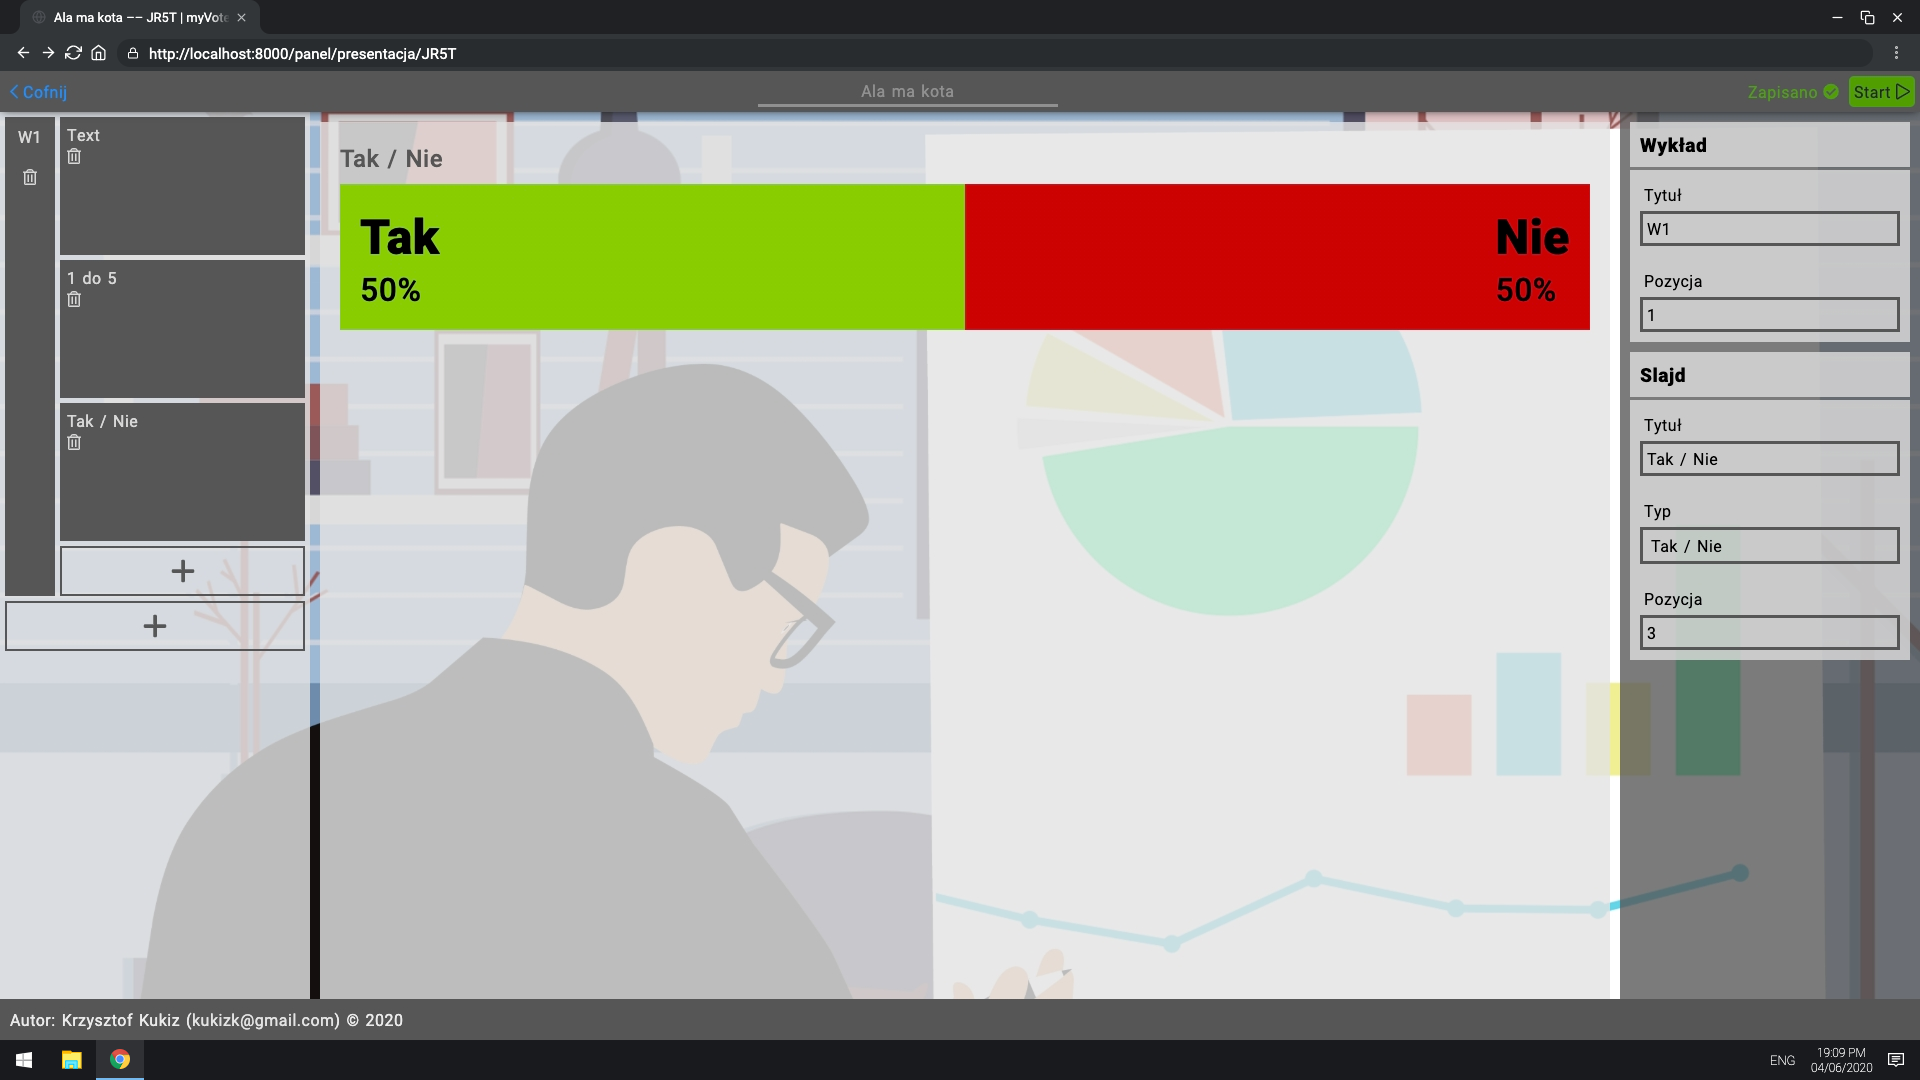 Ala ma kota –– JR5T | myVote
http://localhost:8000/panel/presentacja/JR5T
Cofnij
Ala ma kota
Zapisano
Start
W1
Text
1 do 5
Tak / Nie
Tak / Nie
Tak
50%
Nie
50%
Wykład
Tytuł
W1
Pozycja
1
Slajd
Tytuł
Tak / Nie
Typ
Tak / Nie
Pozycja
3
Autor: Krzysztof Kukiz (kukizk@gmail.com) © 2020
ENG
19:09 PM
04/06/2020